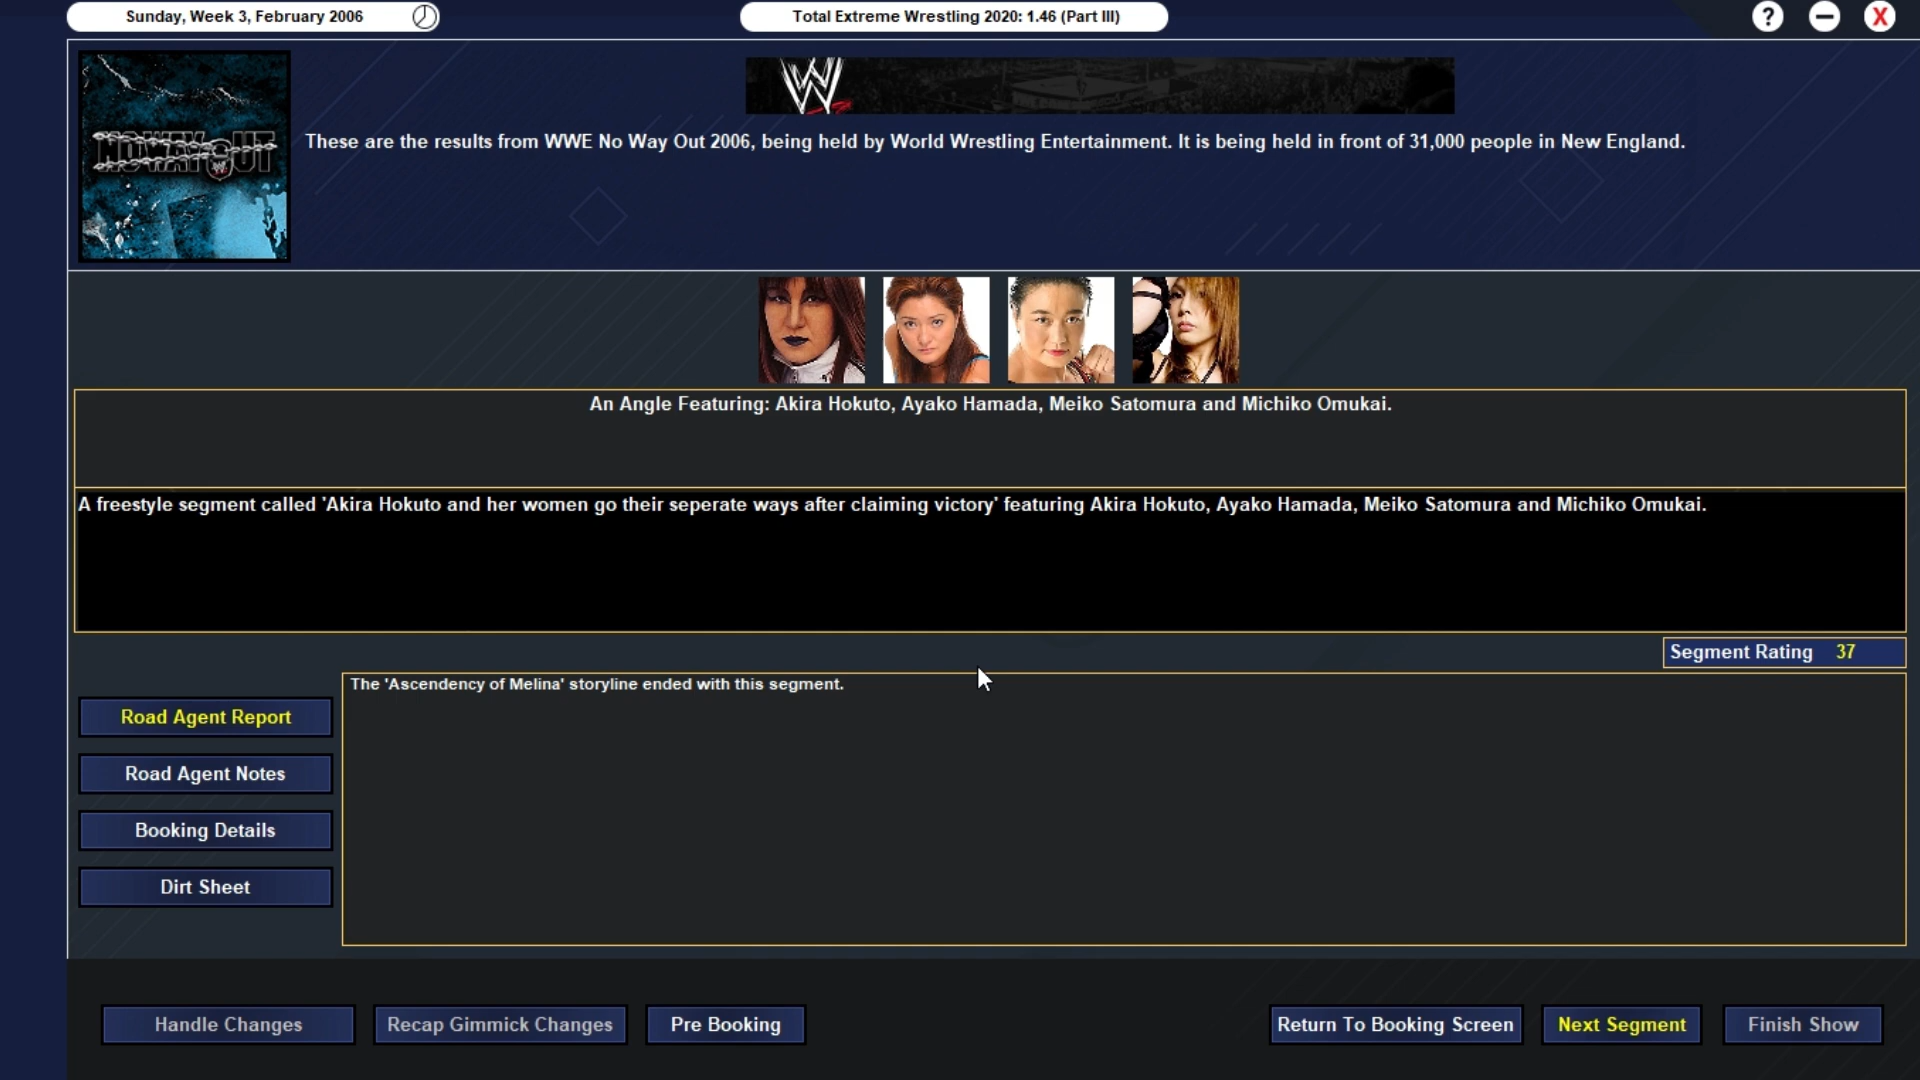 Sunday, Week 3, February 2006
Total Extreme Wrestling 2020: 1.46 (Part III)
?
X
W
NO WAY OUT
These are the results from WWE No Way Out 2006, being held by World Wrestling Entertainment. It is being held in front of 31,000 people in New England.
An Angle Featuring: Akira Hokuto, Ayako Hamada, Meiko Satomura and Michiko Omukai.
A freestyle segment called 'Akira Hokuto and her women go their seperate ways after claiming victory' featuring Akira Hokuto, Ayako Hamada, Meiko Satomura and Michiko Omukai.
Segment Rating 37
The 'Ascendency of Melina' storyline ended with this segment.
Road Agent Report
Road Agent Notes
Booking Details
Dirt Sheet
Handle Changes
Recap Gimmick Changes
Pre Booking
Return To Booking Screen
Next Segment
Finish Show